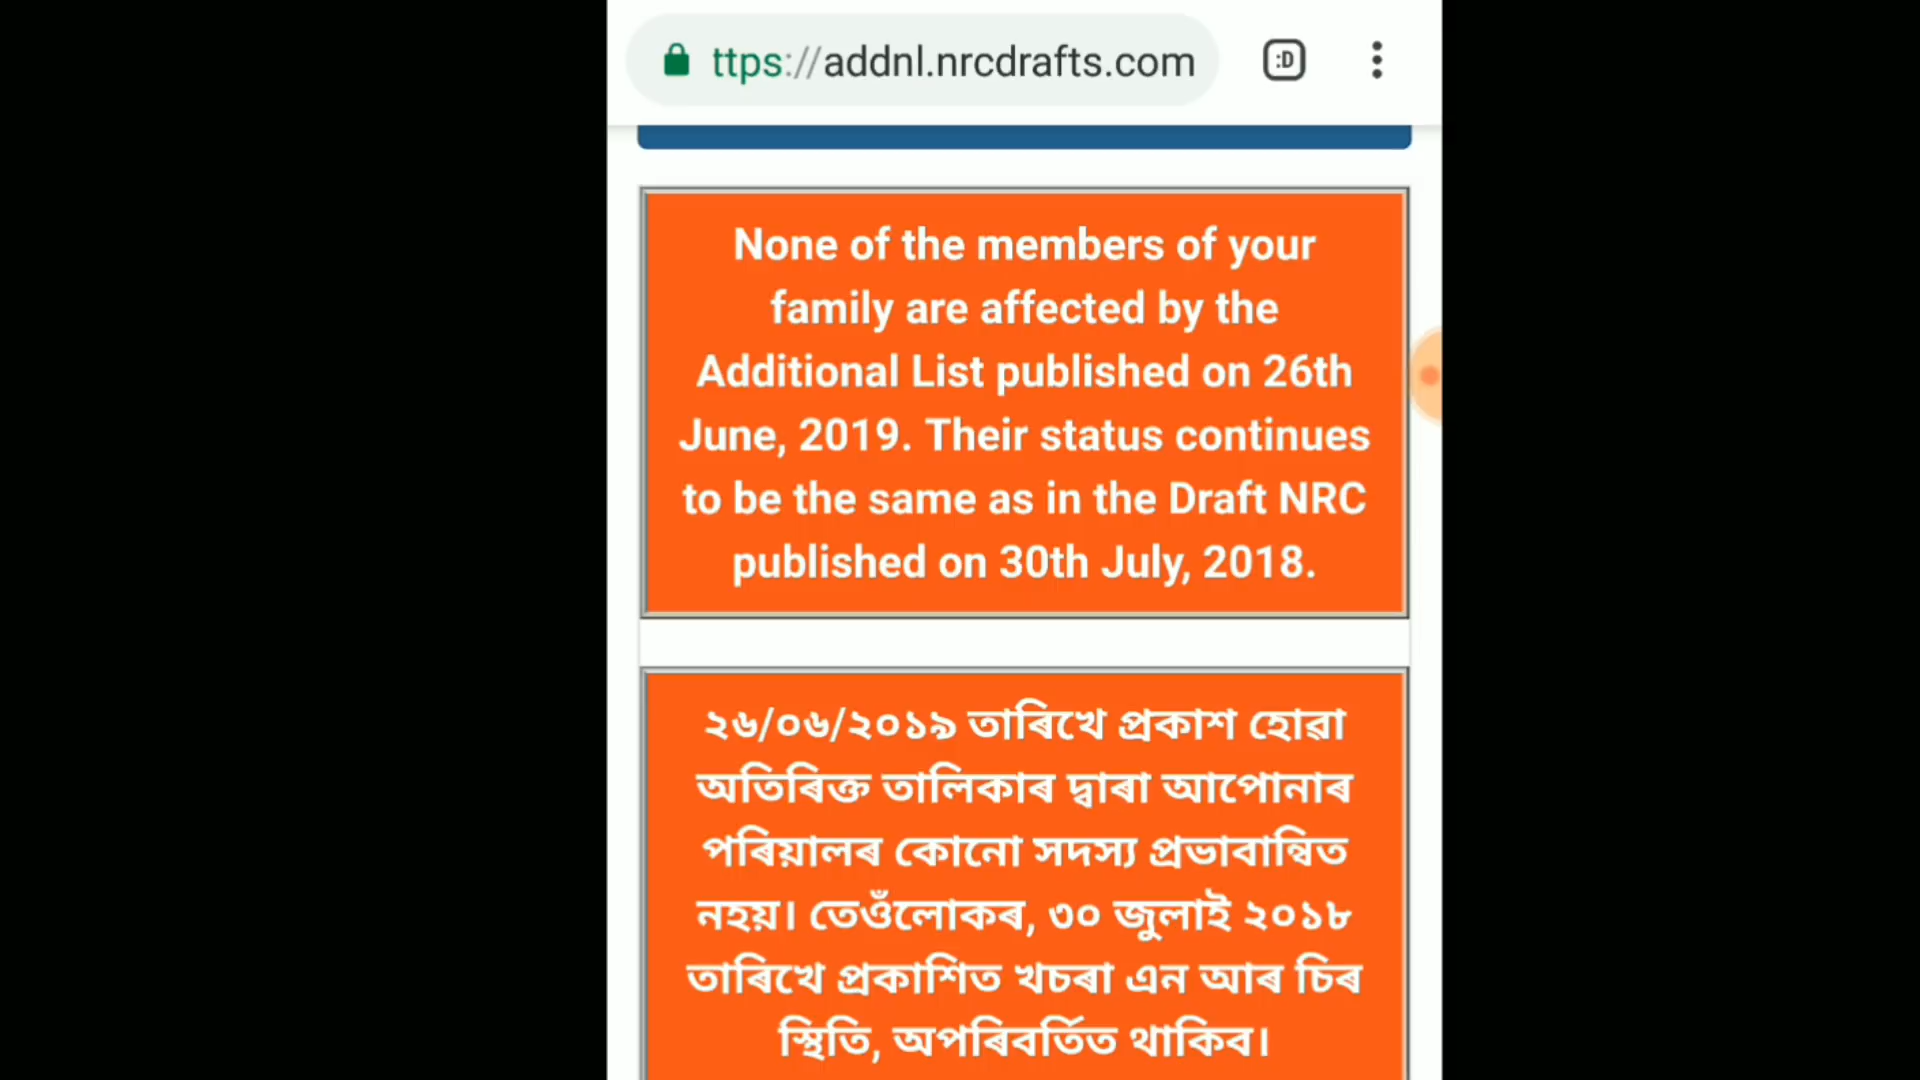 ttps://addnl.nrcdrafts.com
:D
None of the members of your
family are affected by the
Additional List published on 26th
June, 2019. Their status continues
to be the same as in the Draft NRC
published on 30th July, 2018.
২৬/০৬/২০১৯ তাৰিখে প্ৰকাশ হোৱা
অতিৰিক্ত তালিকাৰ দ্বাৰা আপোনাৰ
পৰিয়ালৰ কোনো সদস্য প্ৰভাবান্বিত
নহয়। তেওঁলোকৰ, ৩০ জুলাই ২০১৮
তাৰিখে প্ৰকাশিত খচৰা এন আৰ চিৰ
স্থিতি, অপৰিবৰ্তিত থাকিব।